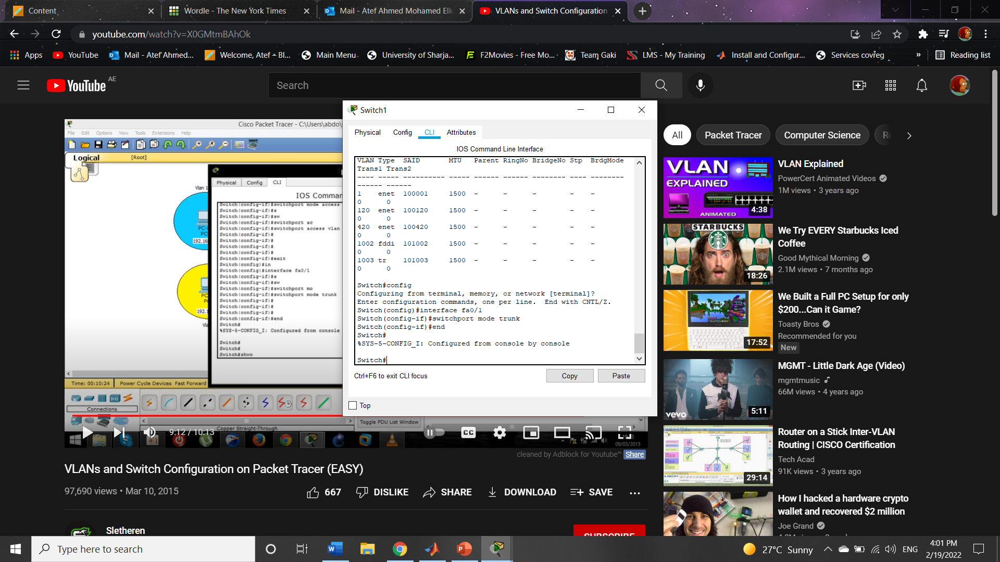 Content
Wordle - The New York Times
Mail - Atef Ahmed Mohamed Elk
VLANs and Switch Configuration
youtube.com/watch?v=X0GMtmBAhOk
Apps
YouTube
Mail - Atef Ahmed...
Welcome, Atef – Bl...
Main Menu
University of Sharja...
F2Movies - Free Mo...
Team Gaki
LMS - My Training
Install and Configur...
Services covreg
»
Reading list
YouTube AE
Search
Cisco Packet Tracer - C:\Users\abdo\
File Edit Options View Tools Extensions Help
Logical
[Root]
Vlan 1
Physical Config CLI
IOS Comman
Switch(config-if)#switchport mode access
Switch(config-if)#s
Switch(config-if)#sw
Switch(config-if)#switchport ac
Switch(config-if)#switchport access vlan
Switch(config-if)#
Switch(config-if)#
Switch(config-if)#
Switch(config-if)#
Switch(config-if)#exit
Switch(config)#in
Switch(config)#interface fa0/1
Switch(config-if)#s
Switch(config-if)#sw
Switch(config-if)#switchport mo
Switch(config-if)#switchport mode trunk
Switch(config-if)#
Switch(config-if)#
Switch(config-if)#
Switch(config-if)#end
Switch#
%SYS-5-CONFIG_I: Configured from console
Switch#
Switch#
Switch#shwo
Time: 00:10:24
Power Cycle Devices Fast Forward
Connections
Copper Straight-Through
Toggle PDU List Window
9:12 / 10:13
CC
09/03/2015
Switch1
Physical
Config
CLI
Attributes
IOS Command Line Interface
VLAN Type SAID MTU Parent RingNo BridgeNo Stp BrdgMode
Trans1 Trans2
---- ----- ---------- ----- ------ ------ -------- ---- --------
------ ------
1 enet 100001 1500 - - - - -
0 0
120 enet 100120 1500 - - - - -
0 0
420 enet 100420 1500 - - - - -
0 0
1002 fddi 101002 1500 - - - - -
0 0
1003 tr 101003 1500 - - - - -
0 0
Switch#config
Configuring from terminal, memory, or network [terminal]?
Enter configuration commands, one per line. End with CNTL/Z.
Switch(config)#interface fa0/1
Switch(config-if)#switchport mode trunk
Switch(config-if)#end
Switch#
%SYS-5-CONFIG_I: Configured from console by console
Switch#
Ctrl+F6 to exit CLI focus
Copy
Paste
Top
cleaned by Adblock for Youtube™ Share
VLANs and Switch Configuration on Packet Tracer (EASY)
97,690 views • Mar 10, 2015
667
DISLIKE
SHARE
DOWNLOAD
SAVE
Sletheren
SUBSCRIBE
All
Packet Tracer
Computer Science
Re
VLAN
EXPLAINED
ANIMATED
4:38
VLAN Explained
PowerCert Animated Videos
1M views • 3 years ago
STARBUCKS
18:26
We Try EVERY Starbucks Iced
Coffee
Good Mythical Morning
2.1M views • 7 months ago
17:52
We Built a Full PC Setup for only
$200...Can it Game?
Toasty Bros
Recommended for you
New
vevo
5:11
MGMT - Little Dark Age (Video)
mgmtmusic
66M views • 4 years ago
29:14
Router on a Stick Inter-VLAN
Routing | CISCO Certification
Tech Acad
91K views • 3 years ago
How I hacked a hardware crypto
wallet and recovered $2 million
Joe Grand
Type here to search
27°C Sunny
ENG
4:01 PM
2/19/2022